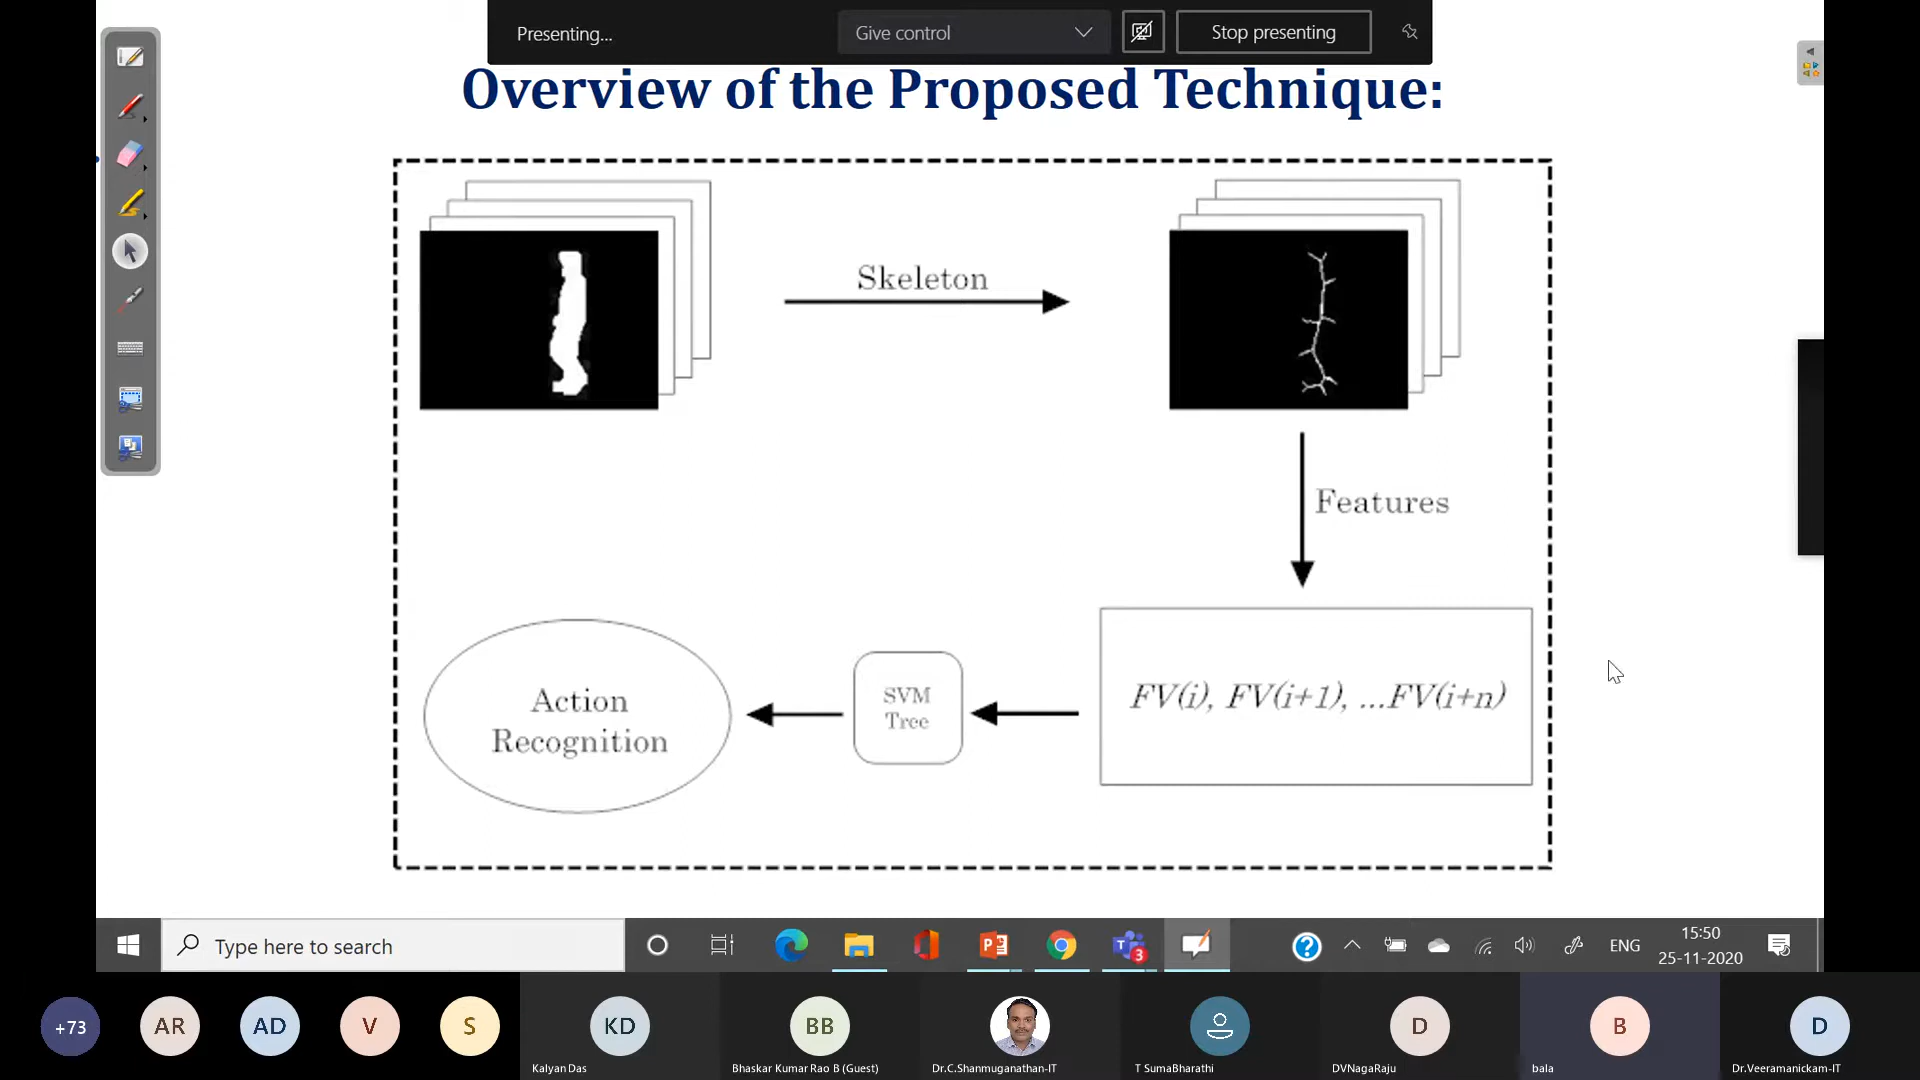 Presenting...
Give control
Stop presenting
Overview of the Proposed Technique:
Skeleton
Features
FV(i), FV(i+1), ...FV(i+n)
SVM
Tree
Action
Recognition
Type here to search
3
ENG
15:50
25-11-2020
+73
AR
AD
V
S
KD
BB
D
B
D
Kalyan Das
Bhaskar Kumar Rao B (Guest)
Dr.C.Shanmuganathan-IT
T SumaBharathi
DVNagaRaju
bala
Dr.Veeramanickam-IT